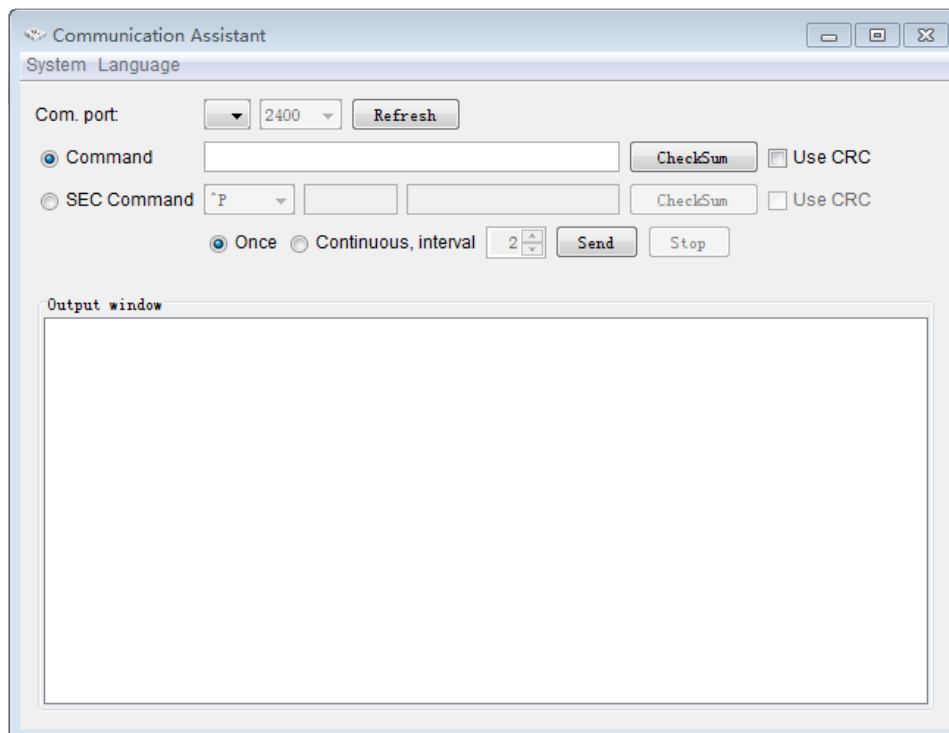 Communication Assistant
System Language
Com. port: 2400 Refresh
Command CheckSum Use CRC
SEC Command ^P CheckSum Use CRC
Once Continuous, interval 2 Send Stop
Output window